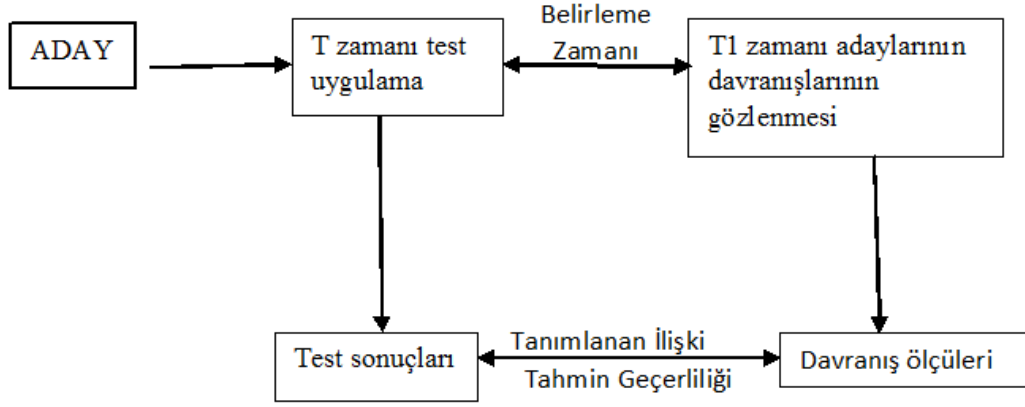 ADAY
T zamanı test
uygulama
Belirleme
Zamanı
T1 zamanı adaylarının
davranışlarının
gözlenmesi
Test sonuçları
Tanımlanan İlişki
Tahmin Geçerliliği
Davranış ölçüleri